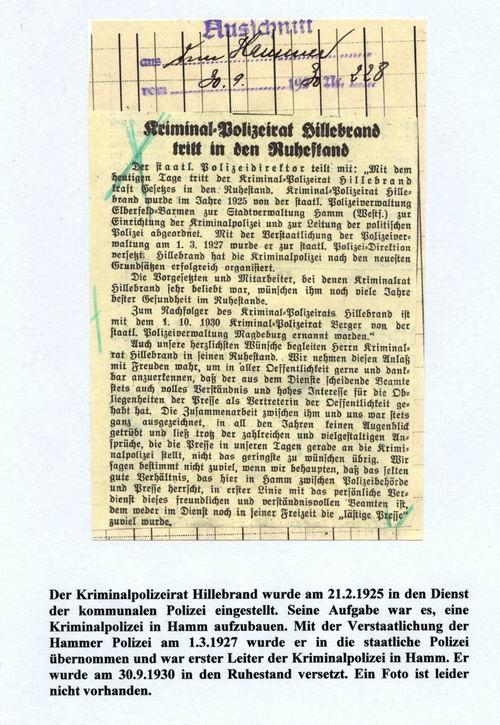 Ausschnitt
aus Dem Hammer
vom 30. 9. 1930 Nr. 228
Kriminal-Polizeirat Hillebrand
tritt in den Ruhestand
Der staatl. Polizeidirektor teilt mit: „Mit dem
heutigen Tage tritt der Kriminal-Polizeirat Hillebrand
kraft Gesetzes in den Ruhestand. Kriminal-Polizeirat Hille-
brand wurde im Jahre 1925 von der staatl. Polizeiverwaltung
Elberfeld-Barmen zur Stadtverwaltung Hamm (Westf.) zur
Einrichtung der Kriminalpolizei und zur Leitung der politischen
Polizei abgeordnet. Mit der Verstaatlichung der Polizeiver-
waltung am 1. 3. 1927 wurde er zur staatl. Polizei-Direktion
versetzt. Hillebrand hat die Kriminalpolizei nach den neuesten
Grundsätzen erfolgreich organisiert.
Die Vorgesetzten und Mitarbeiter, bei denen Kriminalrat
Hillebrand sehr beliebt war, wünschen ihm noch viele Jahre
bester Gesundheit im Ruhestande.
Zum Nachfolger des Kriminal-Polizeirats Hillebrand ist
mit dem 1. 10. 1930 Kriminal-Polizeirat Berger von der
staatl. Polizeiverwaltung Magdeburg ernannt worden.“
Auch unsere herzlichsten Wünsche begleiten Herrn Kriminal-
rat Hillebrand in seinen Ruhestand. Wir nehmen diesen Anlaß
mit Freuden wahr, um in aller Oeffentlichkeit gerne und dank-
bar anzuerkennen, daß der aus dem Dienste scheidende Beamte
stets auch volles Verständnis und hohes Interesse für die Ob-
liegenheiten der Presse als Vertreterin der Oeffentlichkeit ge-
habt hat. Die Zusammenarbeit zwischen ihm und uns war stets
ganz ausgezeichnet, in all den Jahren keinen Augenblick
getrübt und ließ trotz der zahlreichen und vielgestaltigen An-
sprüche, die die Presse in unseren Tagen gerade an die Krimi-
nalpolizei stellt, nicht das geringste zu wünschen übrig. Wir
sagen bestimmt nicht zuviel, wenn wir behaupten, daß das selten
gute Verhältnis, das hier in Hamm zwischen Polizeibehörde
und Presse herrscht, in erster Linie mit das persönliche Ver-
dienst dieses freundlichen und verständnisvollen Beamten ist,
dem weder im Dienst noch in seiner Freizeit die „lästige Presse“
zuviel wurde.
Der Kriminalpolizeirat Hillebrand wurde am 21.2.1925 in den Dienst
der kommunalen Polizei eingestellt. Seine Aufgabe war es, eine
Kriminalpolizei in Hamm aufzubauen. Mit der Verstaatlichung der
Hammer Polizei am 1.3.1927 wurde er in die staatliche Polizei
übernommen und war erster Leiter der Kriminalpolizei in Hamm. Er
wurde am 30.9.1930 in den Ruhestand versetzt. Ein Foto ist leider
nicht vorhanden.